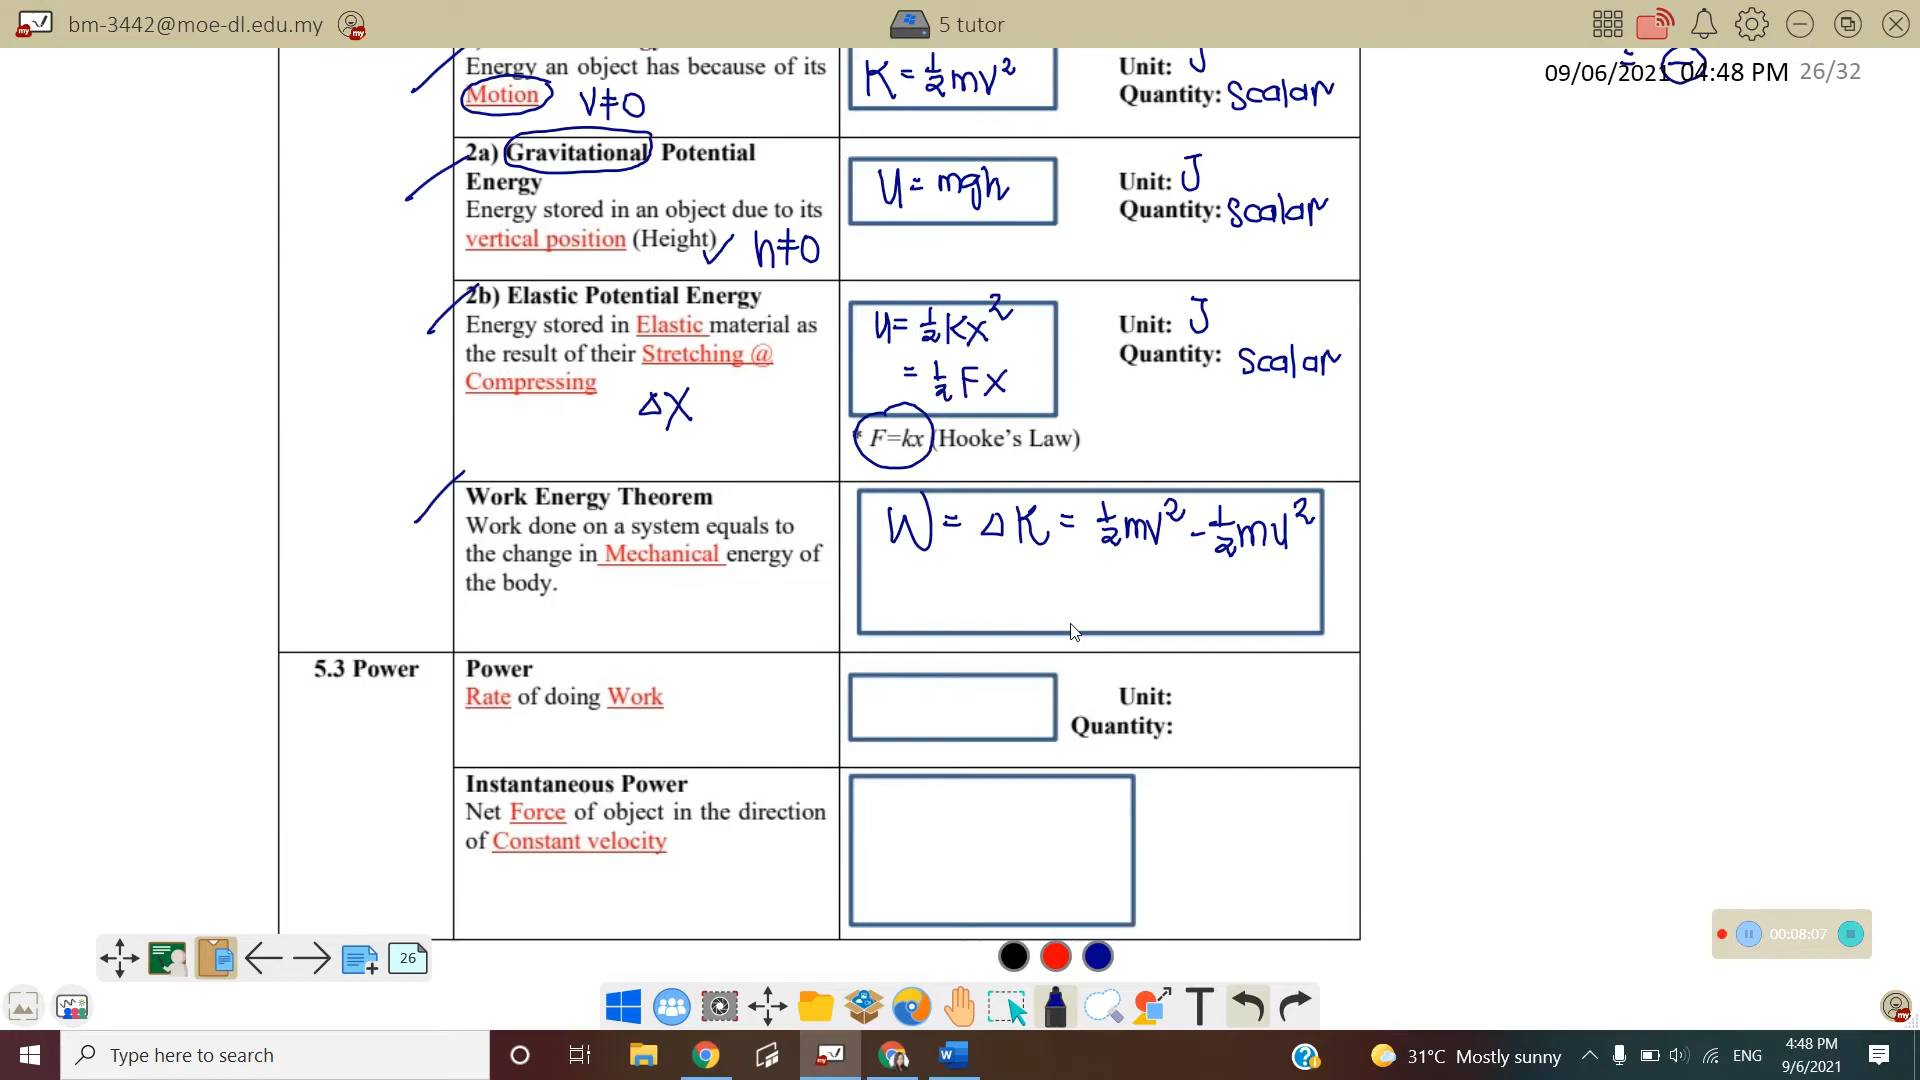 bm-3442@moe-dl.edu.my
5 tutor
09/06/2021 04:48 PM 26/32
Energy an object has because of its
Motion
V≠0
K = ½mv²
Unit: J
Quantity: Scalar
2a) Gravitational Potential
Energy
Energy stored in an object due to its
vertical position (Height)
h≠0
U = mgh
Unit: J
Quantity: Scalar
2b) Elastic Potential Energy
Energy stored in Elastic material as
the result of their Stretching @
Compressing
ΔX
U = ½Kx²
= ½FX
* F=kx (Hooke’s Law)
Unit: J
Quantity: Scalar
Work Energy Theorem
Work done on a system equals to
the change in Mechanical energy of
the body.
W = ΔK = ½mv² - ½mu²
5.3 Power
Power
Rate of doing Work
Unit:
Quantity:
Instantaneous Power
Net Force of object in the direction
of Constant velocity
00:08:07
26
Type here to search
31°C Mostly sunny
ENG
4:48 PM
9/6/2021